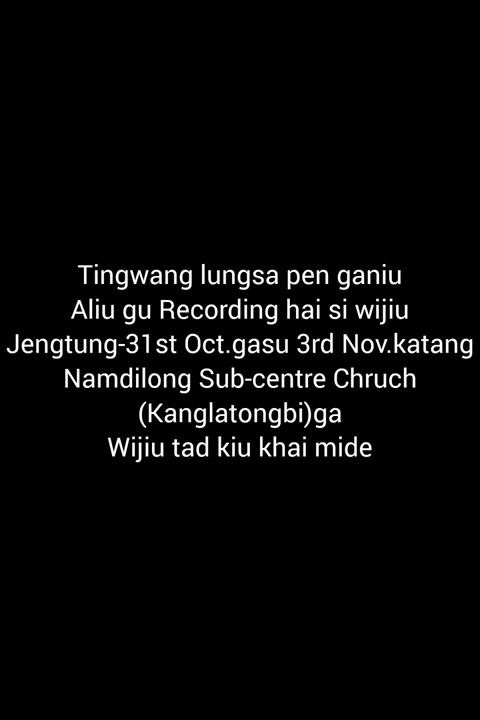 Tingwang lungsa pen ganiu
Aliu gu Recording hai si wijiu
Jengtung-31st Oct.gasu 3rd Nov.katang
Namdilong Sub-centre Chruch
(Kanglatongbi)ga
Wijiu tad kiu khai mide